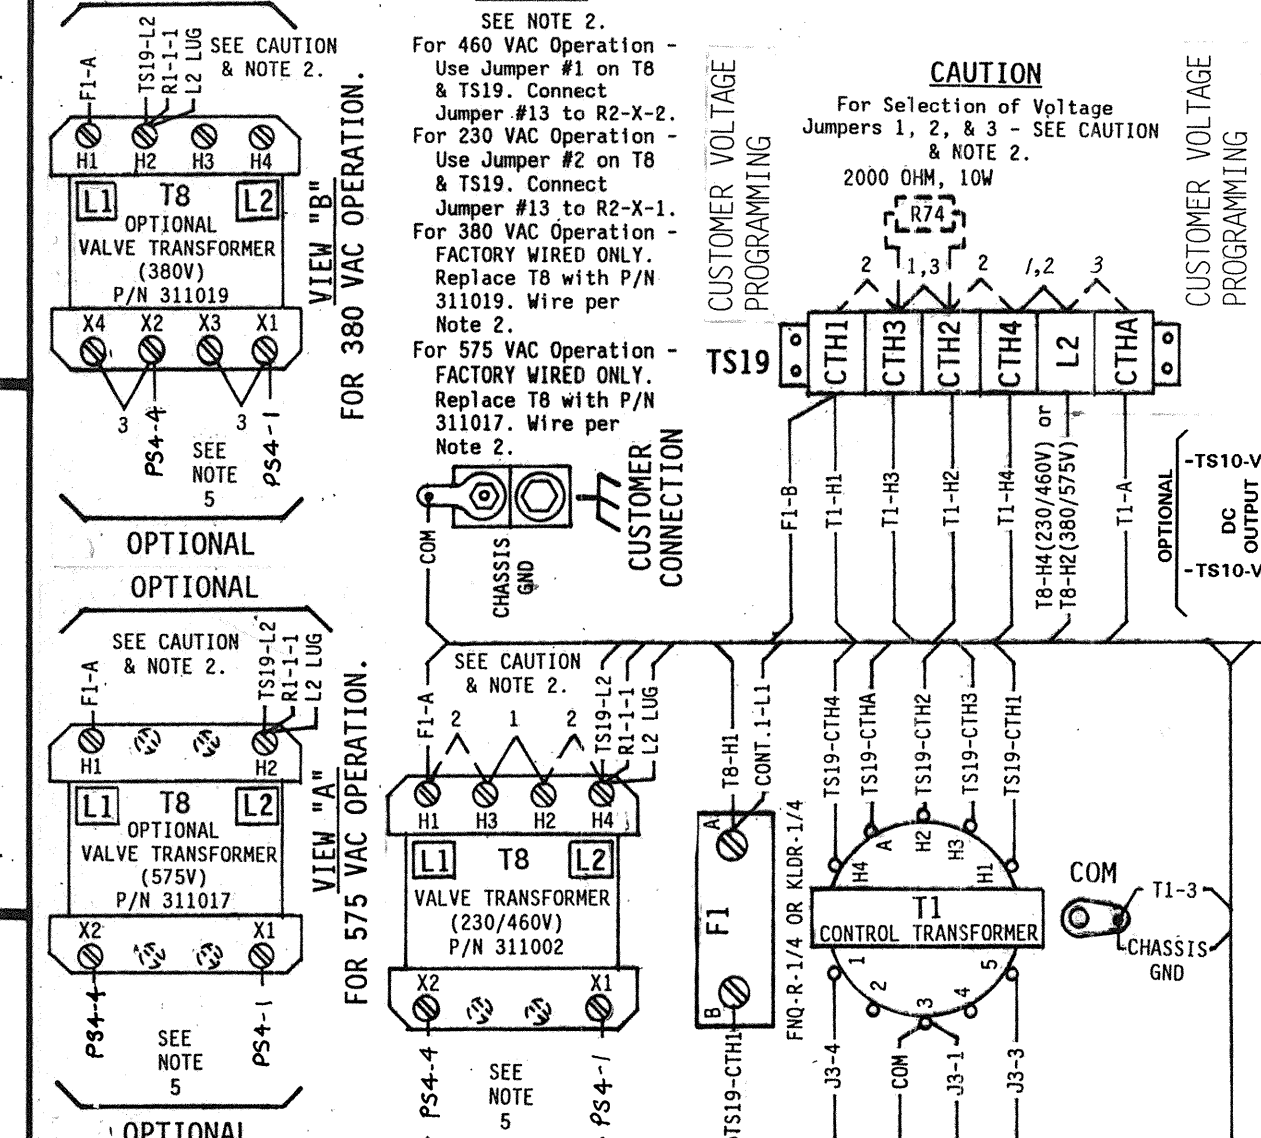 F1-A
TS19-L2
R1-1-1
L2 LUG
SEE CAUTION
& NOTE 2.
H1 H2 H3 H4
L1 T8 L2
OPTIONAL
VALVE TRANSFORMER
(380V)
P/N 311019
X4 X2 X3 X1
3 3
PS4-4
SEE
NOTE
5
PS4-1
OPTIONAL
VIEW "B"
FOR 380 VAC OPERATION.
SEE NOTE 2.
For 460 VAC Operation -
Use Jumper #1 on T8
& TS19. Connect
Jumper #13 to R2-X-2.
For 230 VAC Operation -
Use Jumper #2 on T8
& TS19. Connect
Jumper #13 to R2-X-1.
For 380 VAC Operation -
FACTORY WIRED ONLY.
Replace T8 with P/N
311019. Wire per
Note 2.
For 575 VAC Operation -
FACTORY WIRED ONLY.
Replace T8 with P/N
311017. Wire per
Note 2.
CUSTOMER VOLTAGE
PROGRAMMING
CAUTION
For Selection of Voltage
Jumpers 1, 2, & 3 - SEE CAUTION
& NOTE 2.
2000 OHM, 10W
R74
CUSTOMER VOLTAGE
PROGRAMMING
2 1,3 2 1,2 3
TS19
CTH1 CTH3 CTH2 CTH4 L2 CTHA
F1-B
T1-H1
T1-H3
T1-H2
T1-H4
T8-H4(230/460V) or
T8-H2(380/575V)
T1-A
OPTIONAL
-TS10-V
DC
OUTPUT
-TS10-V
COM
CHASSIS
GND
CUSTOMER
CONNECTION
OPTIONAL
SEE CAUTION
& NOTE 2.
F1-A
TS19-L2
R1-1-1
L2 LUG
H1 H2
L1 T8 L2
OPTIONAL
VALVE TRANSFORMER
(575V)
P/N 311017
X2 X1
PS4-4
SEE
NOTE
5
PS4-1
OPTIONAL
VIEW "A"
FOR 575 VAC OPERATION.
SEE CAUTION
& NOTE 2.
F1-A
2 1 2
TS19-L2
R1-1-1
L2 LUG
H1 H3 H2 H4
L1 T8 L2
VALVE TRANSFORMER
(230/460V)
P/N 311002
X2 X1
PS4-4
SEE
NOTE
5
PS4-1
T8-H1
CONT.1-L1
A
F1
B
TS19-CTH1
FNQ-R-1/4 OR KLDR-1/4
TS19-CTH4
TS19-CTHA
TS19-CTH2
TS19-CTH3
TS19-CTH1
H4 A H2 H3 H1
T1
CONTROL TRANSFORMER
1 2 3 4 5
J3-4
COM
J3-1
J3-3
COM
T1-3
CHASSIS
GND